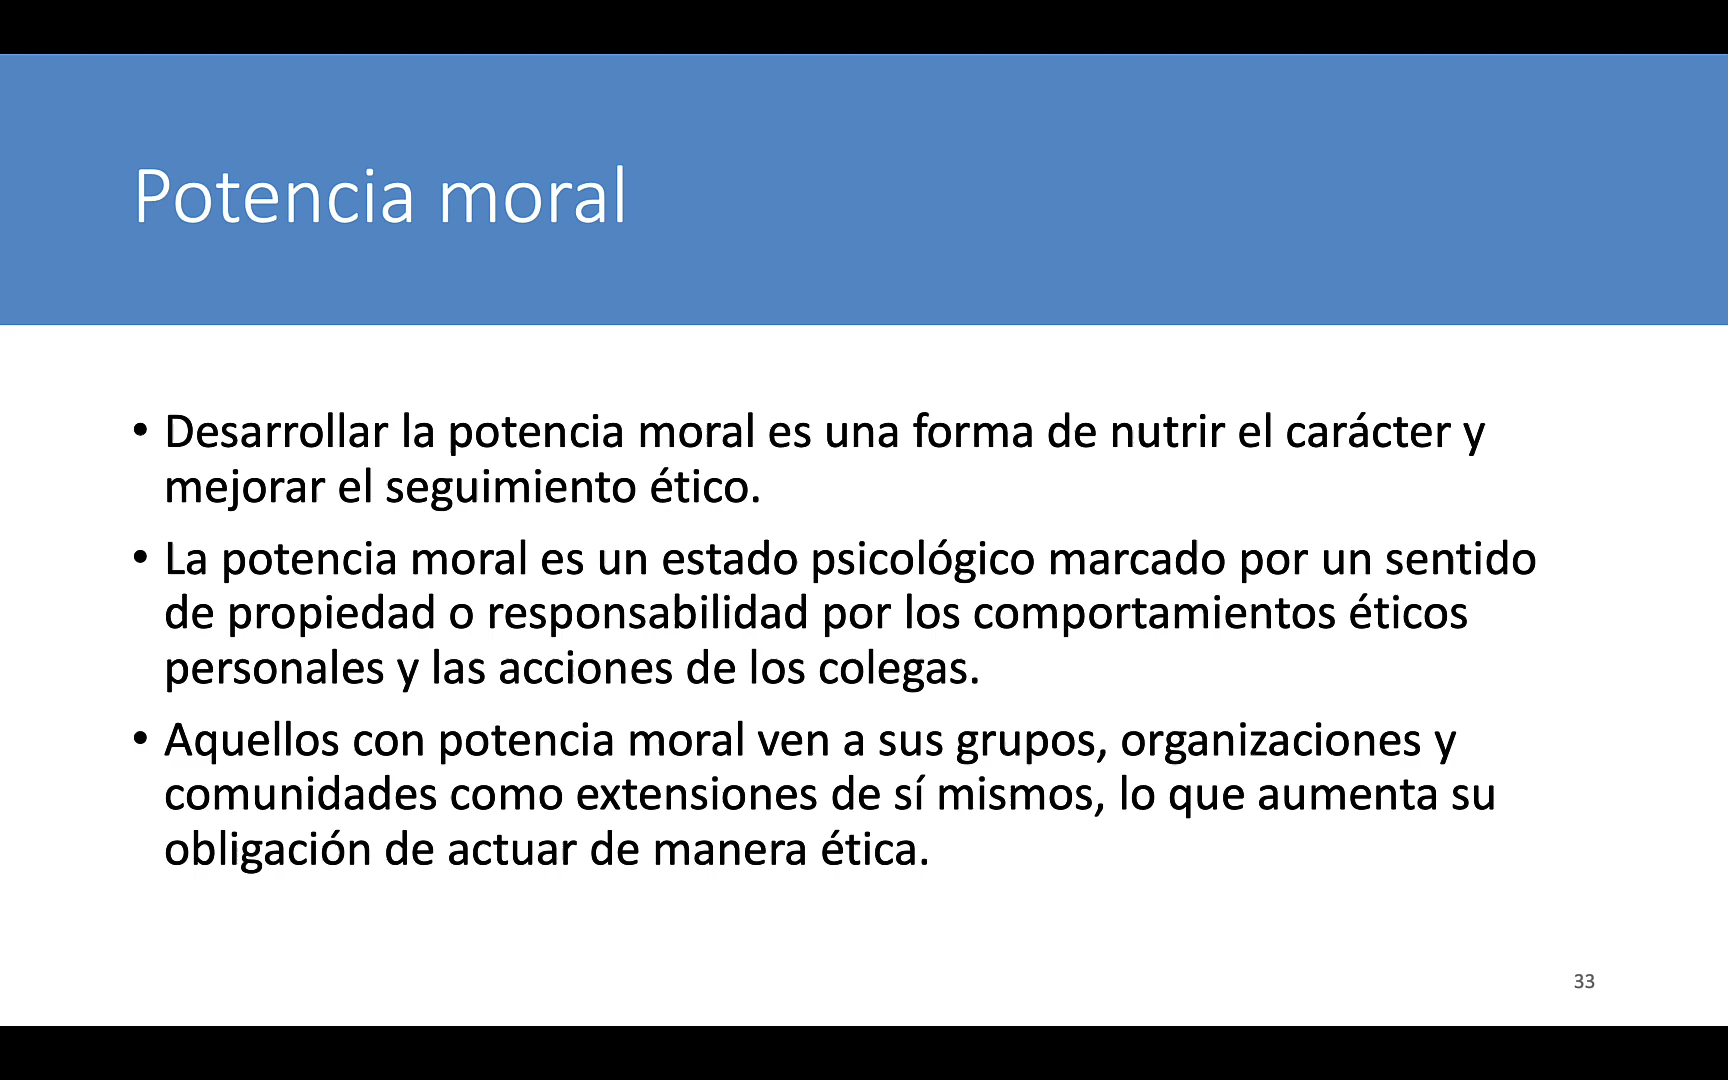 Potencia moral
• Desarrollar la potencia moral es una forma de nutrir el carácter y
mejorar el seguimiento ético.
• La potencia moral es un estado psicológico marcado por un sentido
de propiedad o responsabilidad por los comportamientos éticos
personales y las acciones de los colegas.
• Aquellos con potencia moral ven a sus grupos, organizaciones y
comunidades como extensiones de sí mismos, lo que aumenta su
obligación de actuar de manera ética.
33